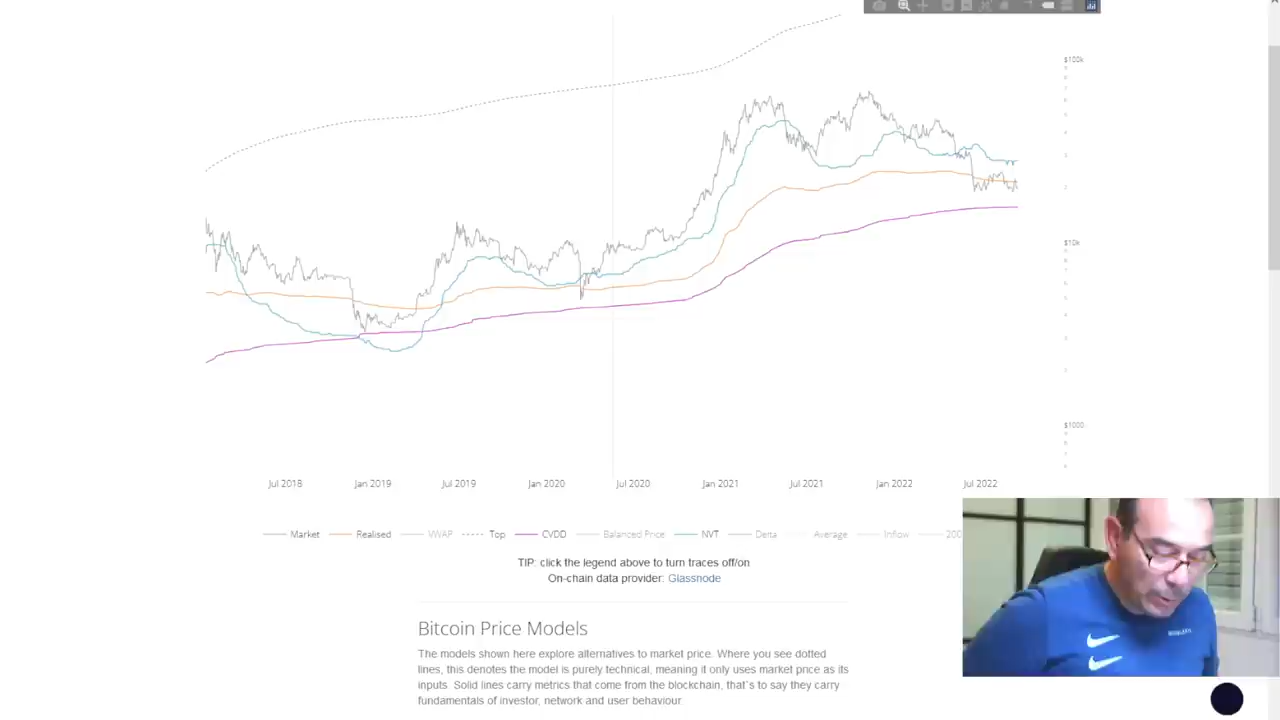 $100k
$10k
$1000
Jul 2018 Jan 2019 Jul 2019 Jan 2020 Jul 2020 Jan 2021 Jul 2021 Jan 2022 Jul 2022
Market Realised VWAP Top CVDD Balanced Price NVT Delta Average Inflow 200
TIP: click the legend above to turn traces off/on
On-chain data provider: Glassnode
Bitcoin Price Models
The models shown here explore alternatives to market price. Where you see dotted
lines, this denotes the model is purely technical, meaning it only uses market price as its
inputs. Solid lines carry metrics that come from the blockchain, that`s to say they carry
fundamentals of investor, network and user behaviour.